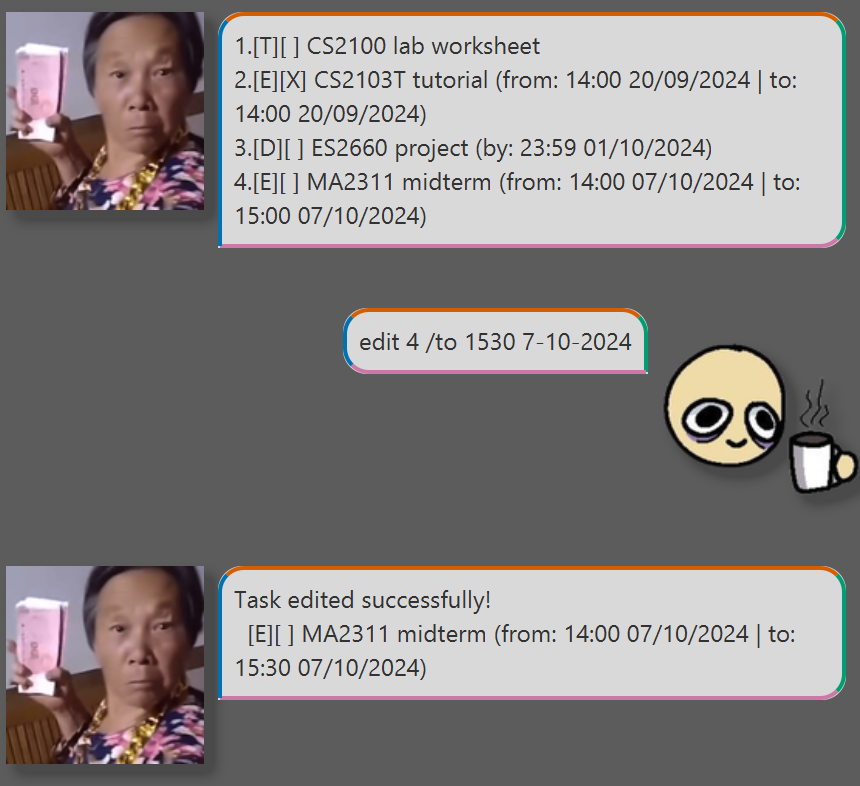 1.[T][ ] CS2100 lab worksheet
2.[E][X] CS2103T tutorial (from: 14:00 20/09/2024 | to:
14:00 20/09/2024)
3.[D][ ] ES2660 project (by: 23:59 01/10/2024)
4.[E][ ] MA2311 midterm (from: 14:00 07/10/2024 | to:
15:00 07/10/2024)
edit 4 /to 1530 7-10-2024
Task edited successfully!
[E][ ] MA2311 midterm (from: 14:00 07/10/2024 | to:
15:30 07/10/2024)